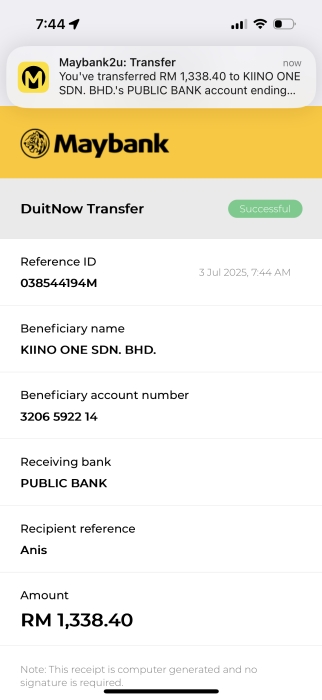 7:44
Maybank2u: Transfer
now
You've transferred RM 1,338.40 to KIINO ONE
SDN. BHD.'s PUBLIC BANK account ending...
Maybank
DuitNow Transfer
Successful
Reference ID
3 Jul 2025, 7:44 AM
038544194M
Beneficiary name
KIINO ONE SDN. BHD.
Beneficiary account number
3206 5922 14
Receiving bank
PUBLIC BANK
Recipient reference
Anis
Amount
RM 1,338.40
Note: This receipt is computer generated and no
signature is required.